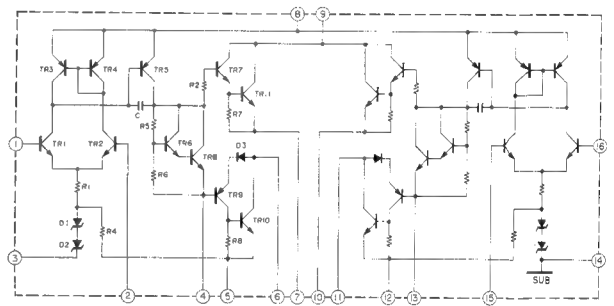 8 9
TR3 TR4 TR5 TR7
R2 TR11
C
R5 R7
1 TR1 TR2 TR6 TR8 D3 16
R1 R6 TR9
D1 R4 TR10
D2 R8
3 14
2 4 5 6 7 10 11 12 13 15
SUB